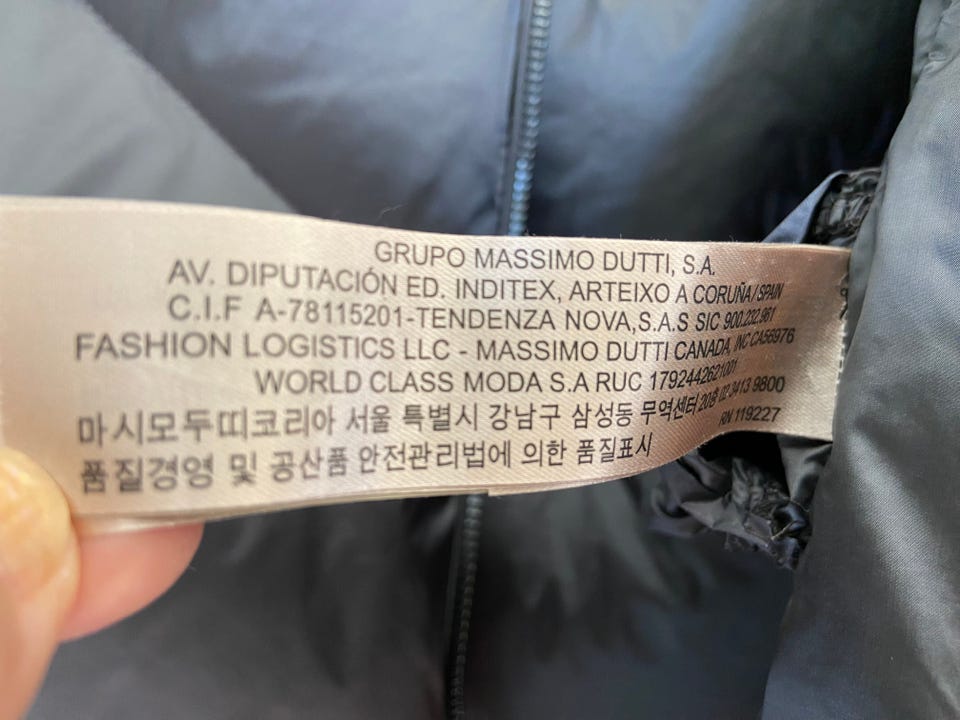 GRUPO MASSIMO DUTTI, S.A.
AV. DIPUTACIÓN ED. INDITEX, ARTEIXO A CORUÑA/SPAIN
C.I.F A-78115201-TENDENZA NOVA,S.A.S SIC 900.232.961
FASHION LOGISTICS LLC - MASSIMO DUTTI CANADA, INC CA56976
WORLD CLASS MODA S.A RUC 1792442621001
마시모두띠코리아 서울 특별시 강남구 삼성동 무역센터 20층 02 3413 9800
RN 119227
품질경영 및 공산품 안전관리법에 의한 품질표시